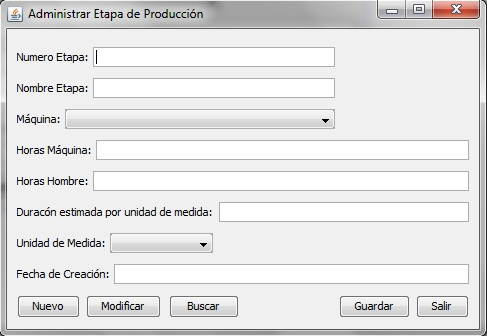 Administrar Etapa de Producción
Numero Etapa:
Nombre Etapa:
Máquina:
Horas Máquina:
Horas Hombre:
Duracón estimada por unidad de medida:
Unidad de Medida:
Fecha de Creación:
Nuevo Modificar Buscar Guardar Salir